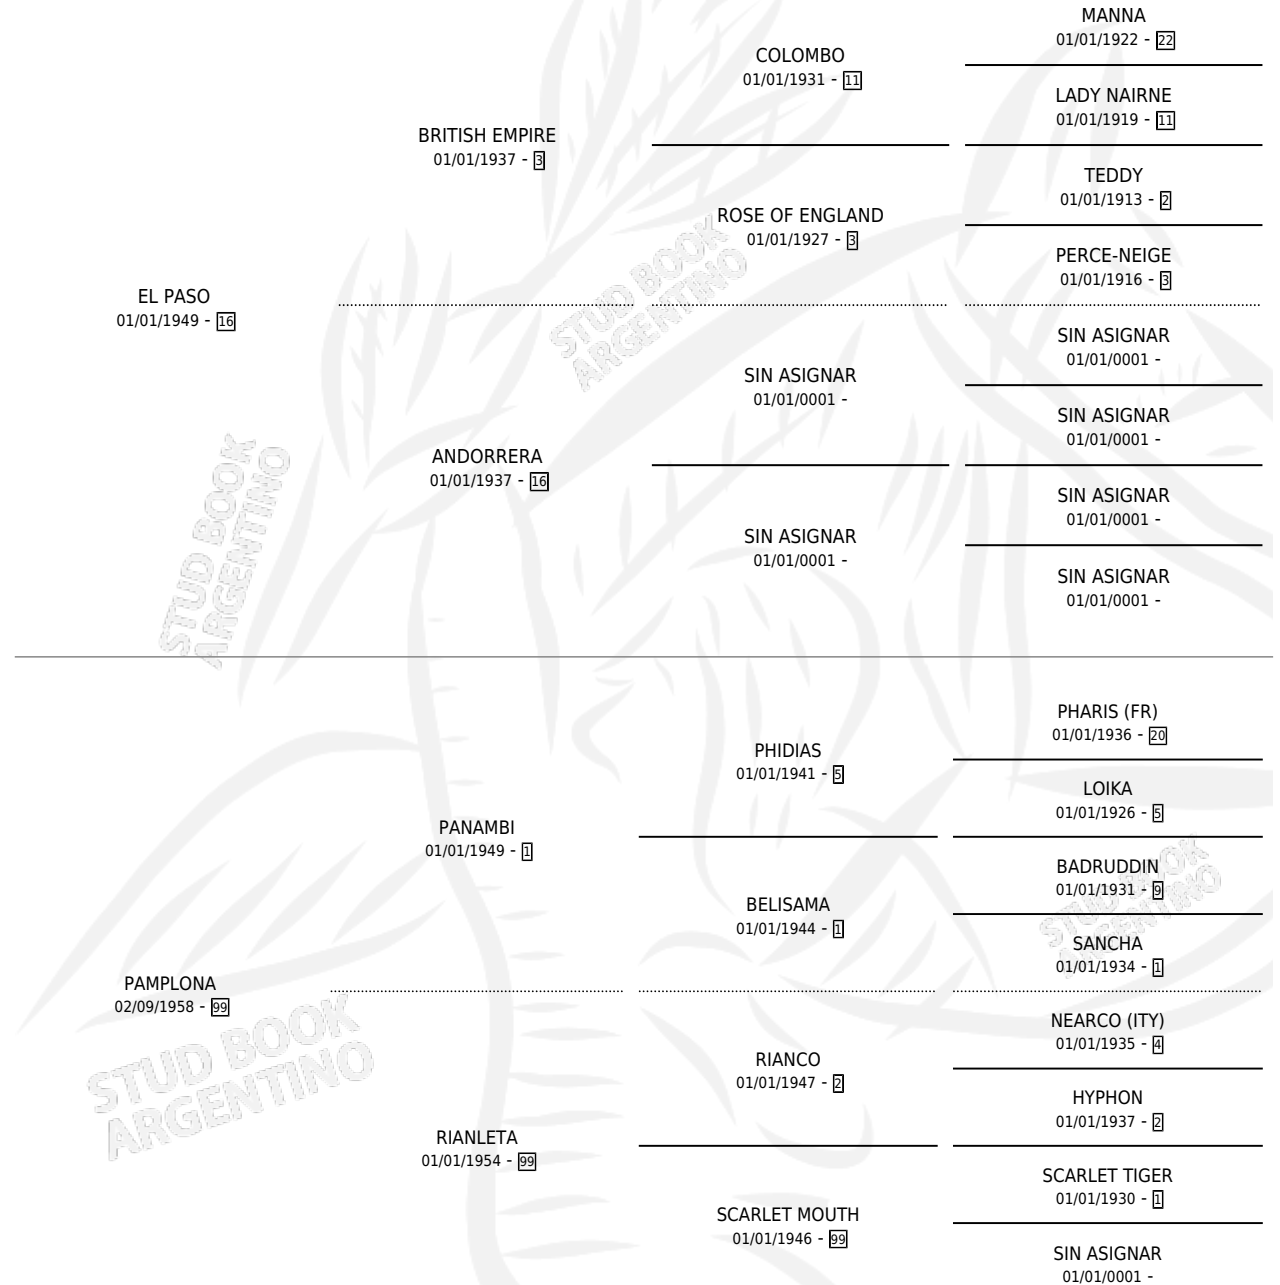 MANNA
01/01/1922 - 22
COLOMBO
01/01/1931 - 11
LADY NAIRNE
01/01/1919 - 11
BRITISH EMPIRE
01/01/1937 - 3
TEDDY
01/01/1913 - 2
ROSE OF ENGLAND
01/01/1927 - 3
PERCE-NEIGE
01/01/1916 - 3
EL PASO
01/01/1949 - 16
SIN ASIGNAR
01/01/0001 -
SIN ASIGNAR
01/01/0001 -
SIN ASIGNAR
01/01/0001 -
ANDORRERA
01/01/1937 - 16
SIN ASIGNAR
01/01/0001 -
SIN ASIGNAR
01/01/0001 -
SIN ASIGNAR
01/01/0001 -
STUD BOOK
ARGENTINO
STUD BOOK
ARGENTINO
PHARIS (FR)
01/01/1936 - 20
PHIDIAS
01/01/1941 - 5
LOIKA
01/01/1926 - 5
PANAMBI
01/01/1949 - 1
BADRUDDIN
01/01/1931 - 9
BELISAMA
01/01/1944 - 1
SANCHA
01/01/1934 - 1
PAMPLONA
02/09/1958 - 99
NEARCO (ITY)
01/01/1935 - 4
RIANCO
01/01/1947 - 2
HYPHON
01/01/1937 - 2
RIANLETA
01/01/1954 - 99
SCARLET TIGER
01/01/1930 - 1
SCARLET MOUTH
01/01/1946 - 99
SIN ASIGNAR
01/01/0001 -
STUD BOOK
ARGENTINO
STUD BOOK
ARGENTINO